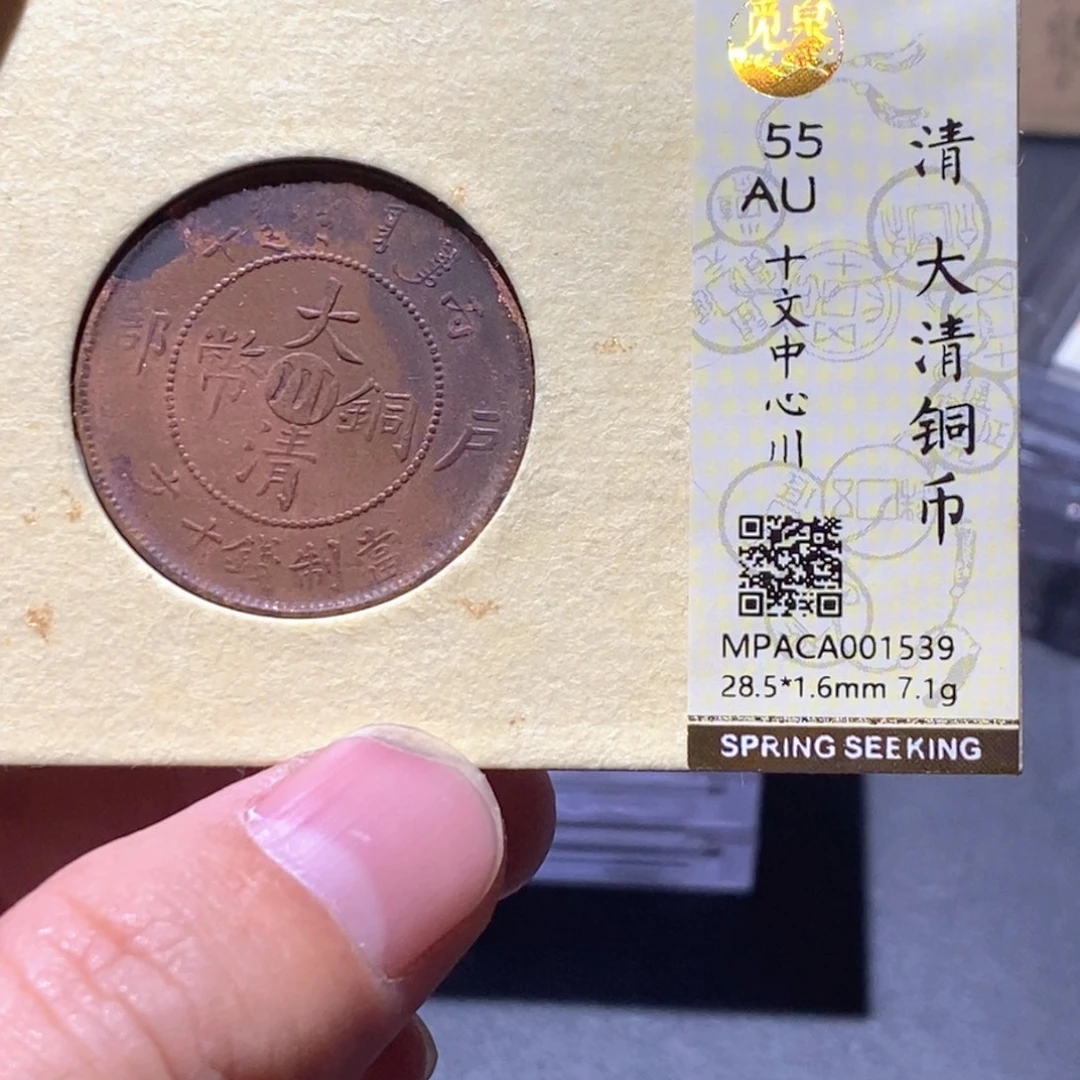 觅泉
55
AU
十文中心川
清 大清铜币
MPACA001539
28.5*1.6mm 7.1g
SPRING SEEKING
大清銅幣
川
戶部
丙
當制錢十文